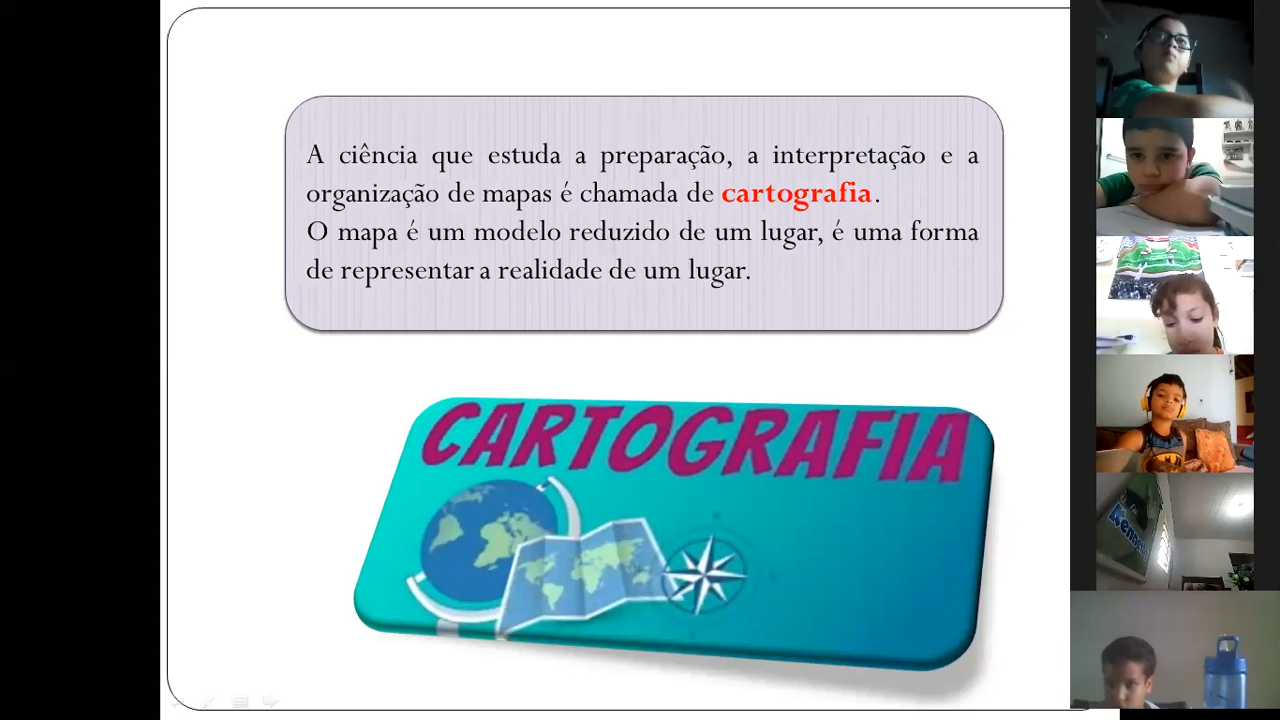 A ciência que estuda a preparação, a interpretação e a
organização de mapas é chamada de cartografia.
O mapa é um modelo reduzido de um lugar, é uma forma
de representar a realidade de um lugar.
CARTOGRAFIA